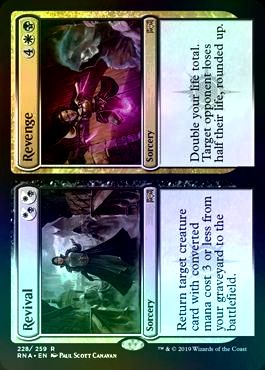 Revenge 4
Sorcery
Double your life total.
Target opponent loses
half their life, rounded up.
Revival
Sorcery
Return target creature
card with converted
mana cost 3 or less from
your graveyard to the
battlefield.
228/259 R
RNA • EN Paul Scott Canavan
™ & © 2019 Wizards of the Coast